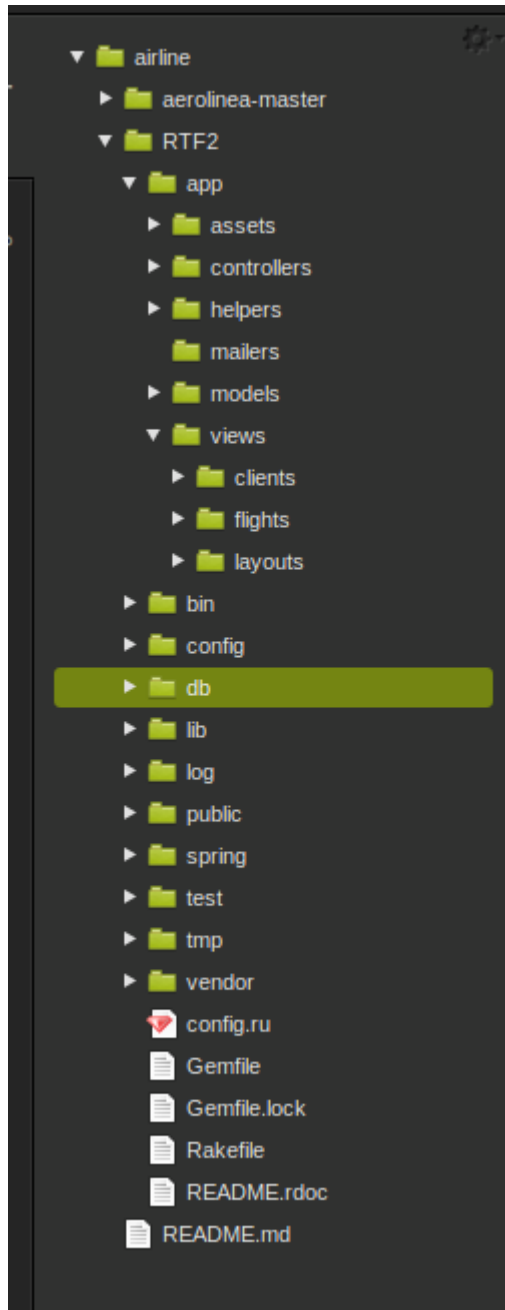 airline
aerolinea-master
RTF2
app
assets
controllers
helpers
mailers
models
views
clients
flights
layouts
bin
config
db
lib
log
public
spring
test
tmp
vendor
config.ru
Gemfile
Gemfile.lock
Rakefile
README.rdoc
README.md